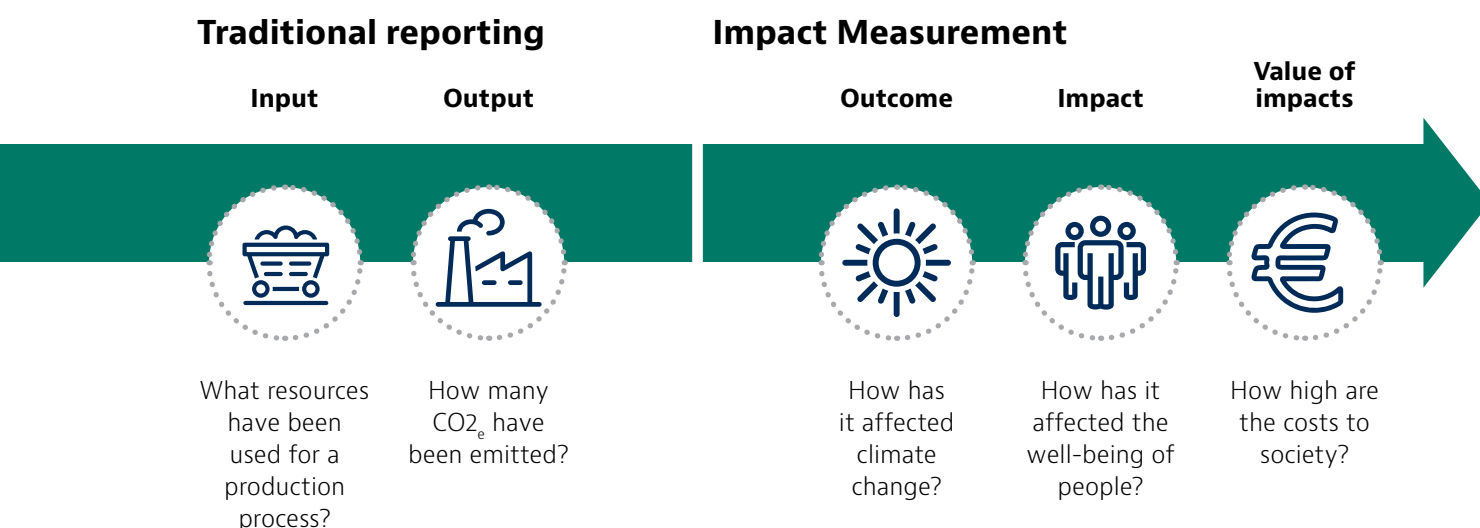 Traditional reporting
Impact Measurement
Input
Output
Outcome
Impact
Value of
impacts
What resources
have been
used for a
production
process?
How many
CO2e have
been emitted?
How has
it affected
climate
change?
How has it
affected the
well-being of
people?
How high are
the costs to
society?